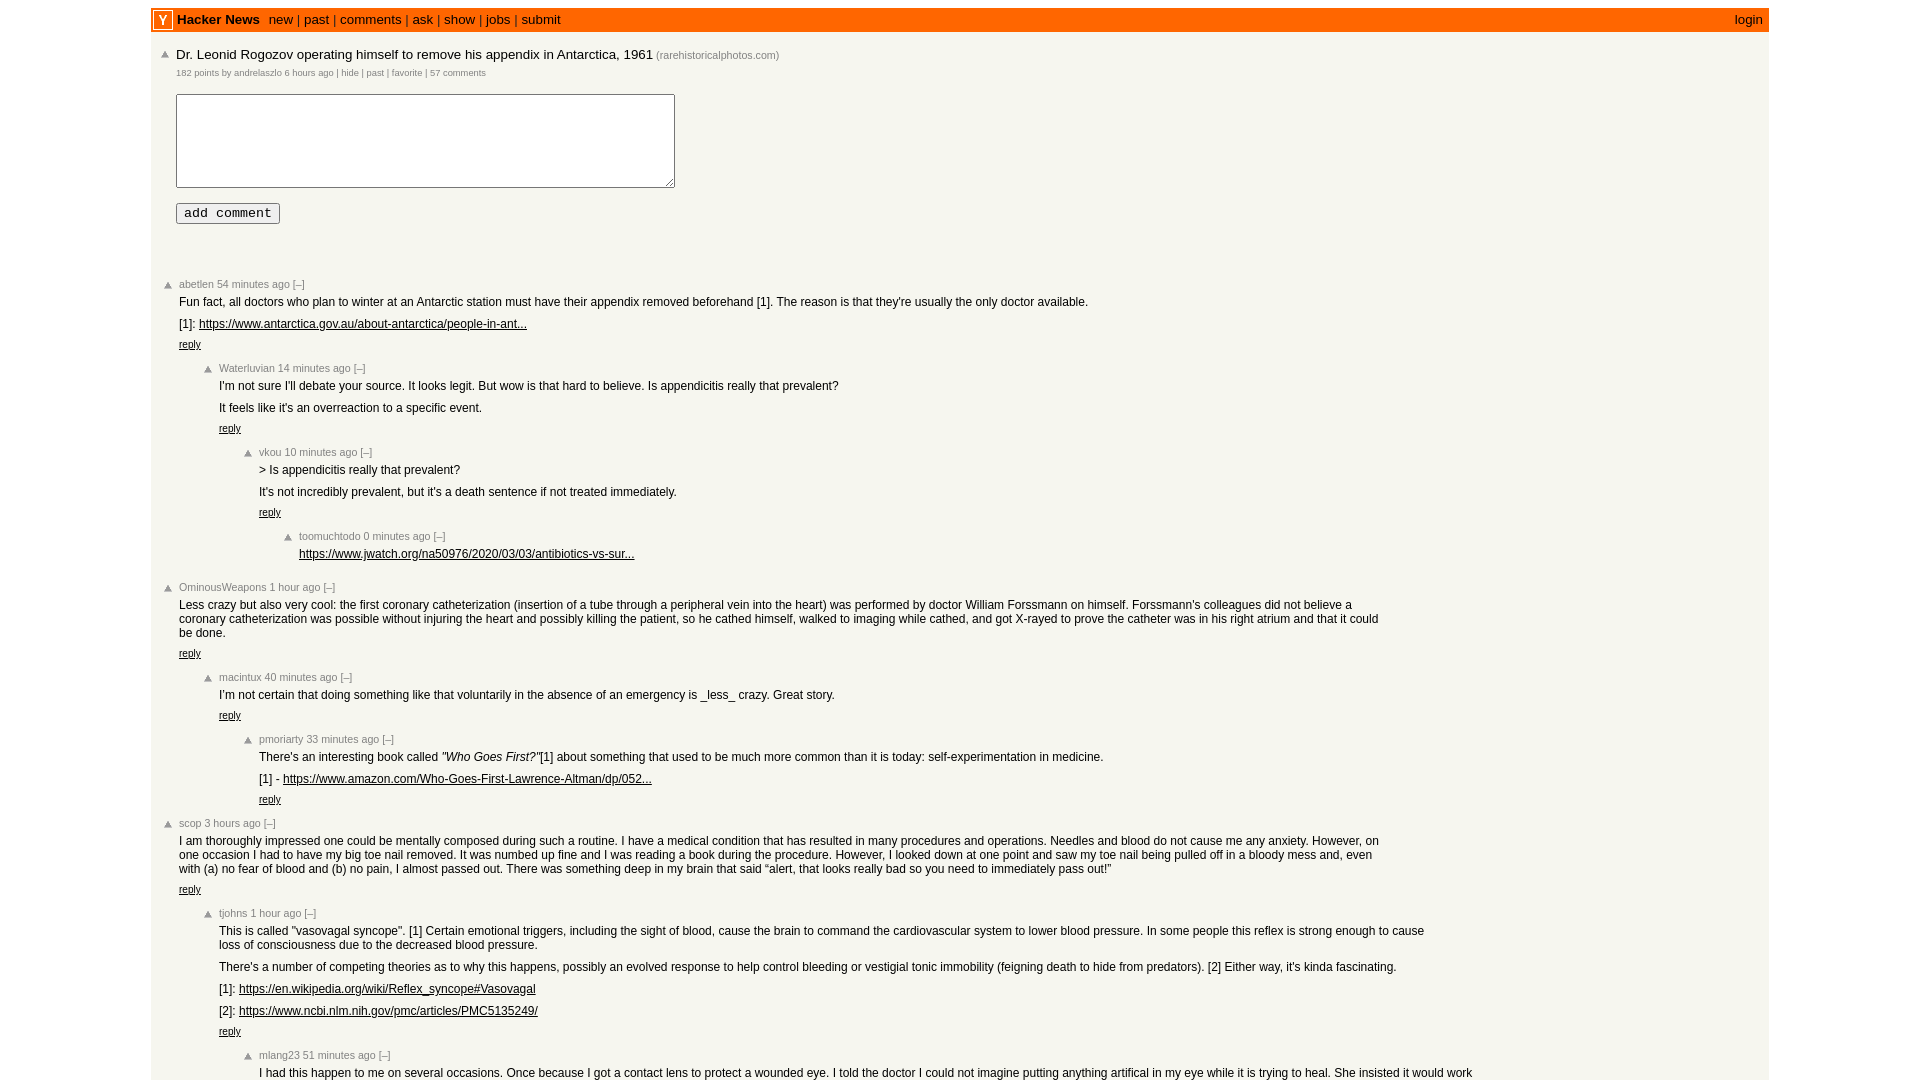 Y Hacker News new | past | comments | ask | show | jobs | submit login
Dr. Leonid Rogozov operating himself to remove his appendix in Antarctica, 1961 (rarehistoricalphotos.com)
182 points by andrelaszlo 6 hours ago | hide | past | favorite | 57 comments
add comment
abetlen 54 minutes ago [–]
Fun fact, all doctors who plan to winter at an Antarctic station must have their appendix removed beforehand [1]. The reason is that they're usually the only doctor available.
[1]: https://www.antarctica.gov.au/about-antarctica/people-in-ant...
reply
Waterluvian 14 minutes ago [–]
I'm not sure I'll debate your source. It looks legit. But wow is that hard to believe. Is appendicitis really that prevalent?
It feels like it's an overreaction to a specific event.
reply
vkou 10 minutes ago [–]
> Is appendicitis really that prevalent?
It's not incredibly prevalent, but it's a death sentence if not treated immediately.
reply
toomuchtodo 0 minutes ago [–]
https://www.jwatch.org/na50976/2020/03/03/antibiotics-vs-sur...
OminousWeapons 1 hour ago [–]
Less crazy but also very cool: the first coronary catheterization (insertion of a tube through a peripheral vein into the heart) was performed by doctor William Forssmann on himself. Forssmann's colleagues did not believe a
coronary catheterization was possible without injuring the heart and possibly killing the patient, so he cathed himself, walked to imaging while cathed, and got X-rayed to prove the catheter was in his right atrium and that it could
be done.
reply
macintux 40 minutes ago [–]
I'm not certain that doing something like that voluntarily in the absence of an emergency is _less_ crazy. Great story.
reply
pmoriarty 33 minutes ago [–]
There's an interesting book called "Who Goes First?"[1] about something that used to be much more common than it is today: self-experimentation in medicine.
[1] - https://www.amazon.com/Who-Goes-First-Lawrence-Altman/dp/052...
reply
scop 3 hours ago [–]
I am thoroughly impressed one could be mentally composed during such a routine. I have a medical condition that has resulted in many procedures and operations. Needles and blood do not cause me any anxiety. However, on
one occasion I had to have my big toe nail removed. It was numbed up fine and I was reading a book during the procedure. However, I looked down at one point and saw my toe nail being pulled off in a bloody mess and, even
with (a) no fear of blood and (b) no pain, I almost passed out. There was something deep in my brain that said “alert, that looks really bad so you need to immediately pass out!”
reply
tjohns 1 hour ago [–]
This is called "vasovagal syncope". [1] Certain emotional triggers, including the sight of blood, cause the brain to command the cardiovascular system to lower blood pressure. In some people this reflex is strong enough to cause
loss of consciousness due to the decreased blood pressure.
There's a number of competing theories as to why this happens, possibly an evolved response to help control bleeding or vestigial tonic immobility (feigning death to hide from predators). [2] Either way, it's kinda fascinating.
[1]: https://en.wikipedia.org/wiki/Reflex_syncope#Vasovagal
[2]: https://www.ncbi.nlm.nih.gov/pmc/articles/PMC5135249/
reply
mlang23 51 minutes ago [–]
I had this happen to me on several occasions. Once because I got a contact lens to protect a wounded eye. I told the doctor I could not imagine putting anything artifical in my eye while it is trying to heal. She insisted it would work